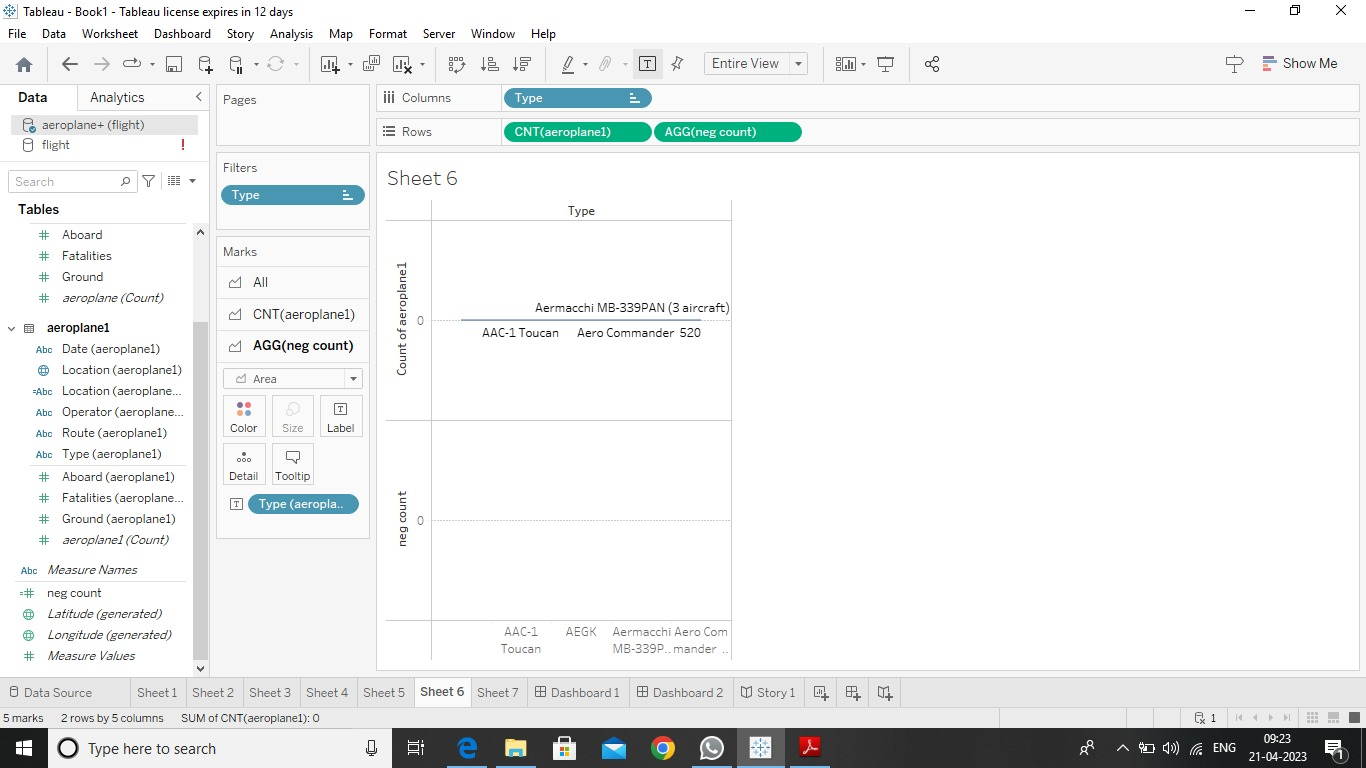 Tableau - Book1 - Tableau license expires in 12 days
File Data Worksheet Dashboard Story Analysis Map Format Server Window Help
Entire View
Show Me
Data Analytics
Pages
Columns
Type
aeroplane+ (flight)
flight !
Rows
CNT(aeroplane1) AGG(neg count)
Search
Tables
Filters
Type
Sheet 6
Type
# Aboard
# Fatalities
# Ground
# aeroplane (Count)
aeroplane1
Abc Date (aeroplane1)
Location (aeroplane1)
=Abc Location (aeroplane...
Abc Operator (aeroplane...
Abc Route (aeroplane1)
Abc Type (aeroplane1)
# Aboard (aeroplane1)
# Fatalities (aeroplane...
# Ground (aeroplane1)
# aeroplane1 (Count)
Abc Measure Names
=# neg count
Latitude (generated)
Longitude (generated)
# Measure Values
Marks
All
CNT(aeroplane1)
AGG(neg count)
Area
Color Size Label
Detail Tooltip
T Type (aeropla..
Count of aeroplane1
0
Aermacchi MB-339PAN (3 aircraft)
AAC-1 Toucan Aero Commander 520
neg count
0
AAC-1 AEGK Aermacchi Aero Com
Toucan MB-339P.. mander ..
Data Source Sheet 1 Sheet 2 Sheet 3 Sheet 4 Sheet 5 Sheet 6 Sheet 7 Dashboard 1 Dashboard 2 Story 1
5 marks 2 rows by 5 columns SUM of CNT(aeroplane1): 0
1
Type here to search
ENG
09:23
21-04-2023
1